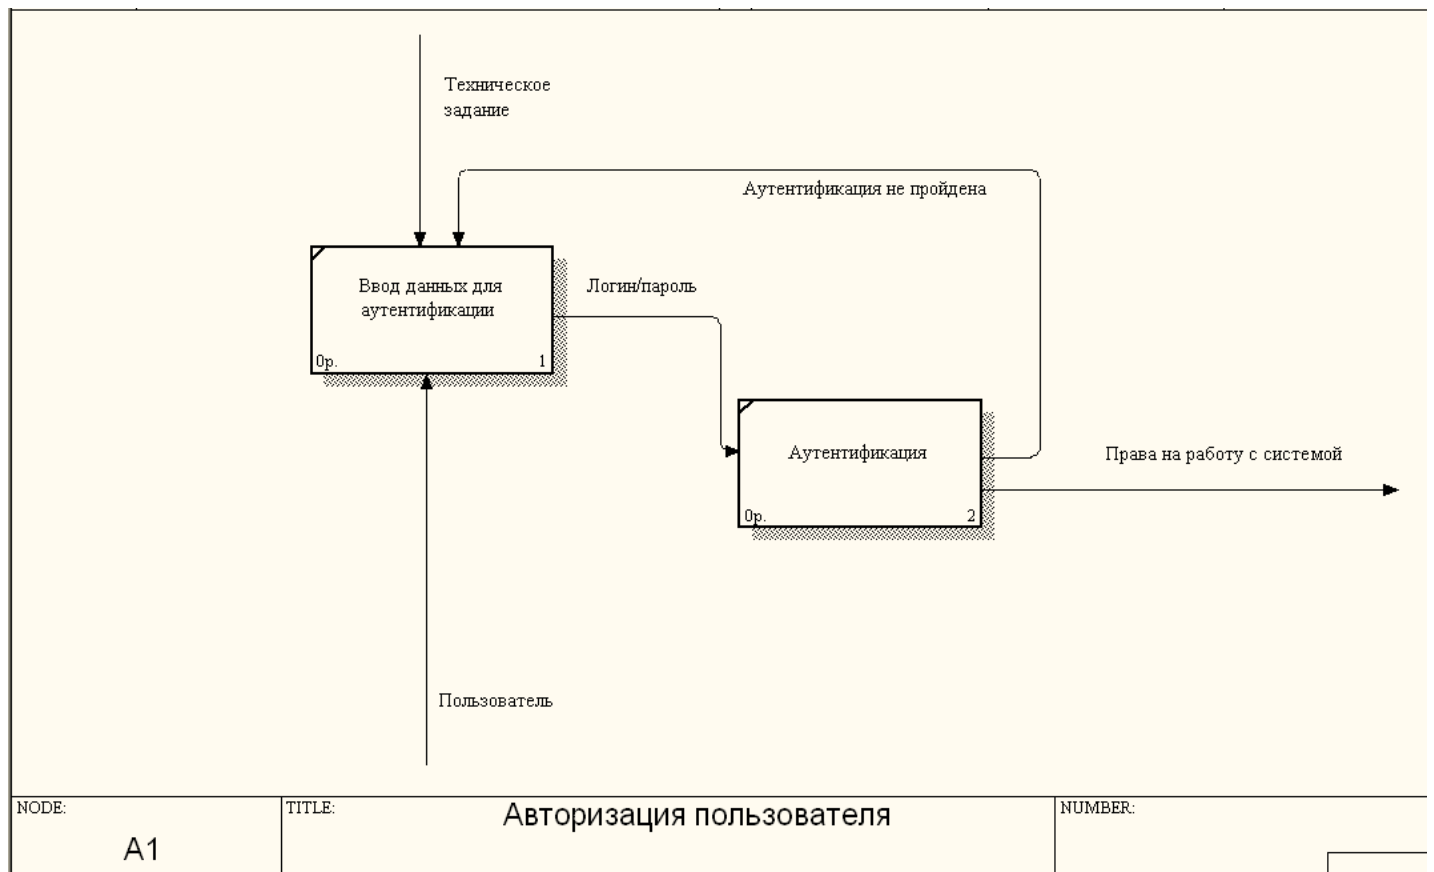 Техническое
задание
Аутентификация не пройдена
Ввод данных для
аутентификации
0р.
1
Логин/пароль
Аутентификация
0р.
2
Права на работу с системой
Пользователь
NODE:
A1
TITLE:
Авторизация пользователя
NUMBER: